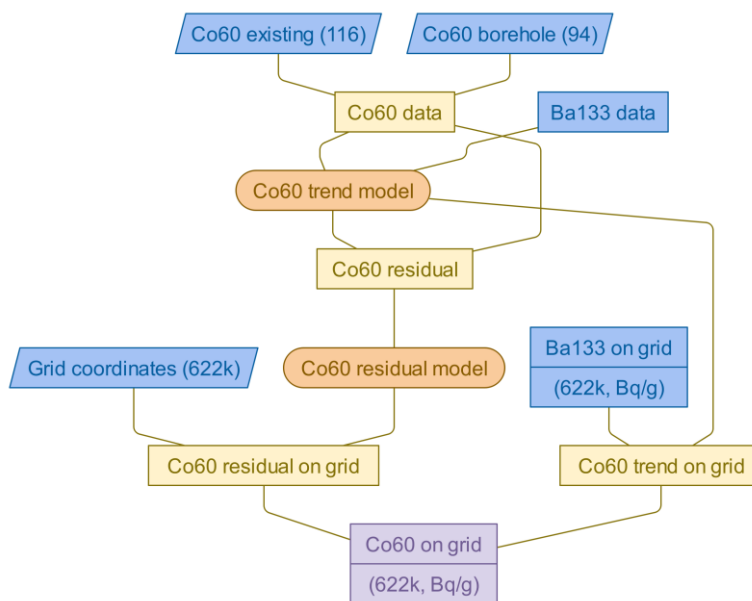 Co60 existing (116)
Co60 borehole (94)
Co60 data
Ba133 data
Co60 trend model
Co60 residual
Grid coordinates (622k)
Co60 residual model
Ba133 on grid
(622k, Bq/g)
Co60 residual on grid
Co60 trend on grid
Co60 on grid
(622k, Bq/g)